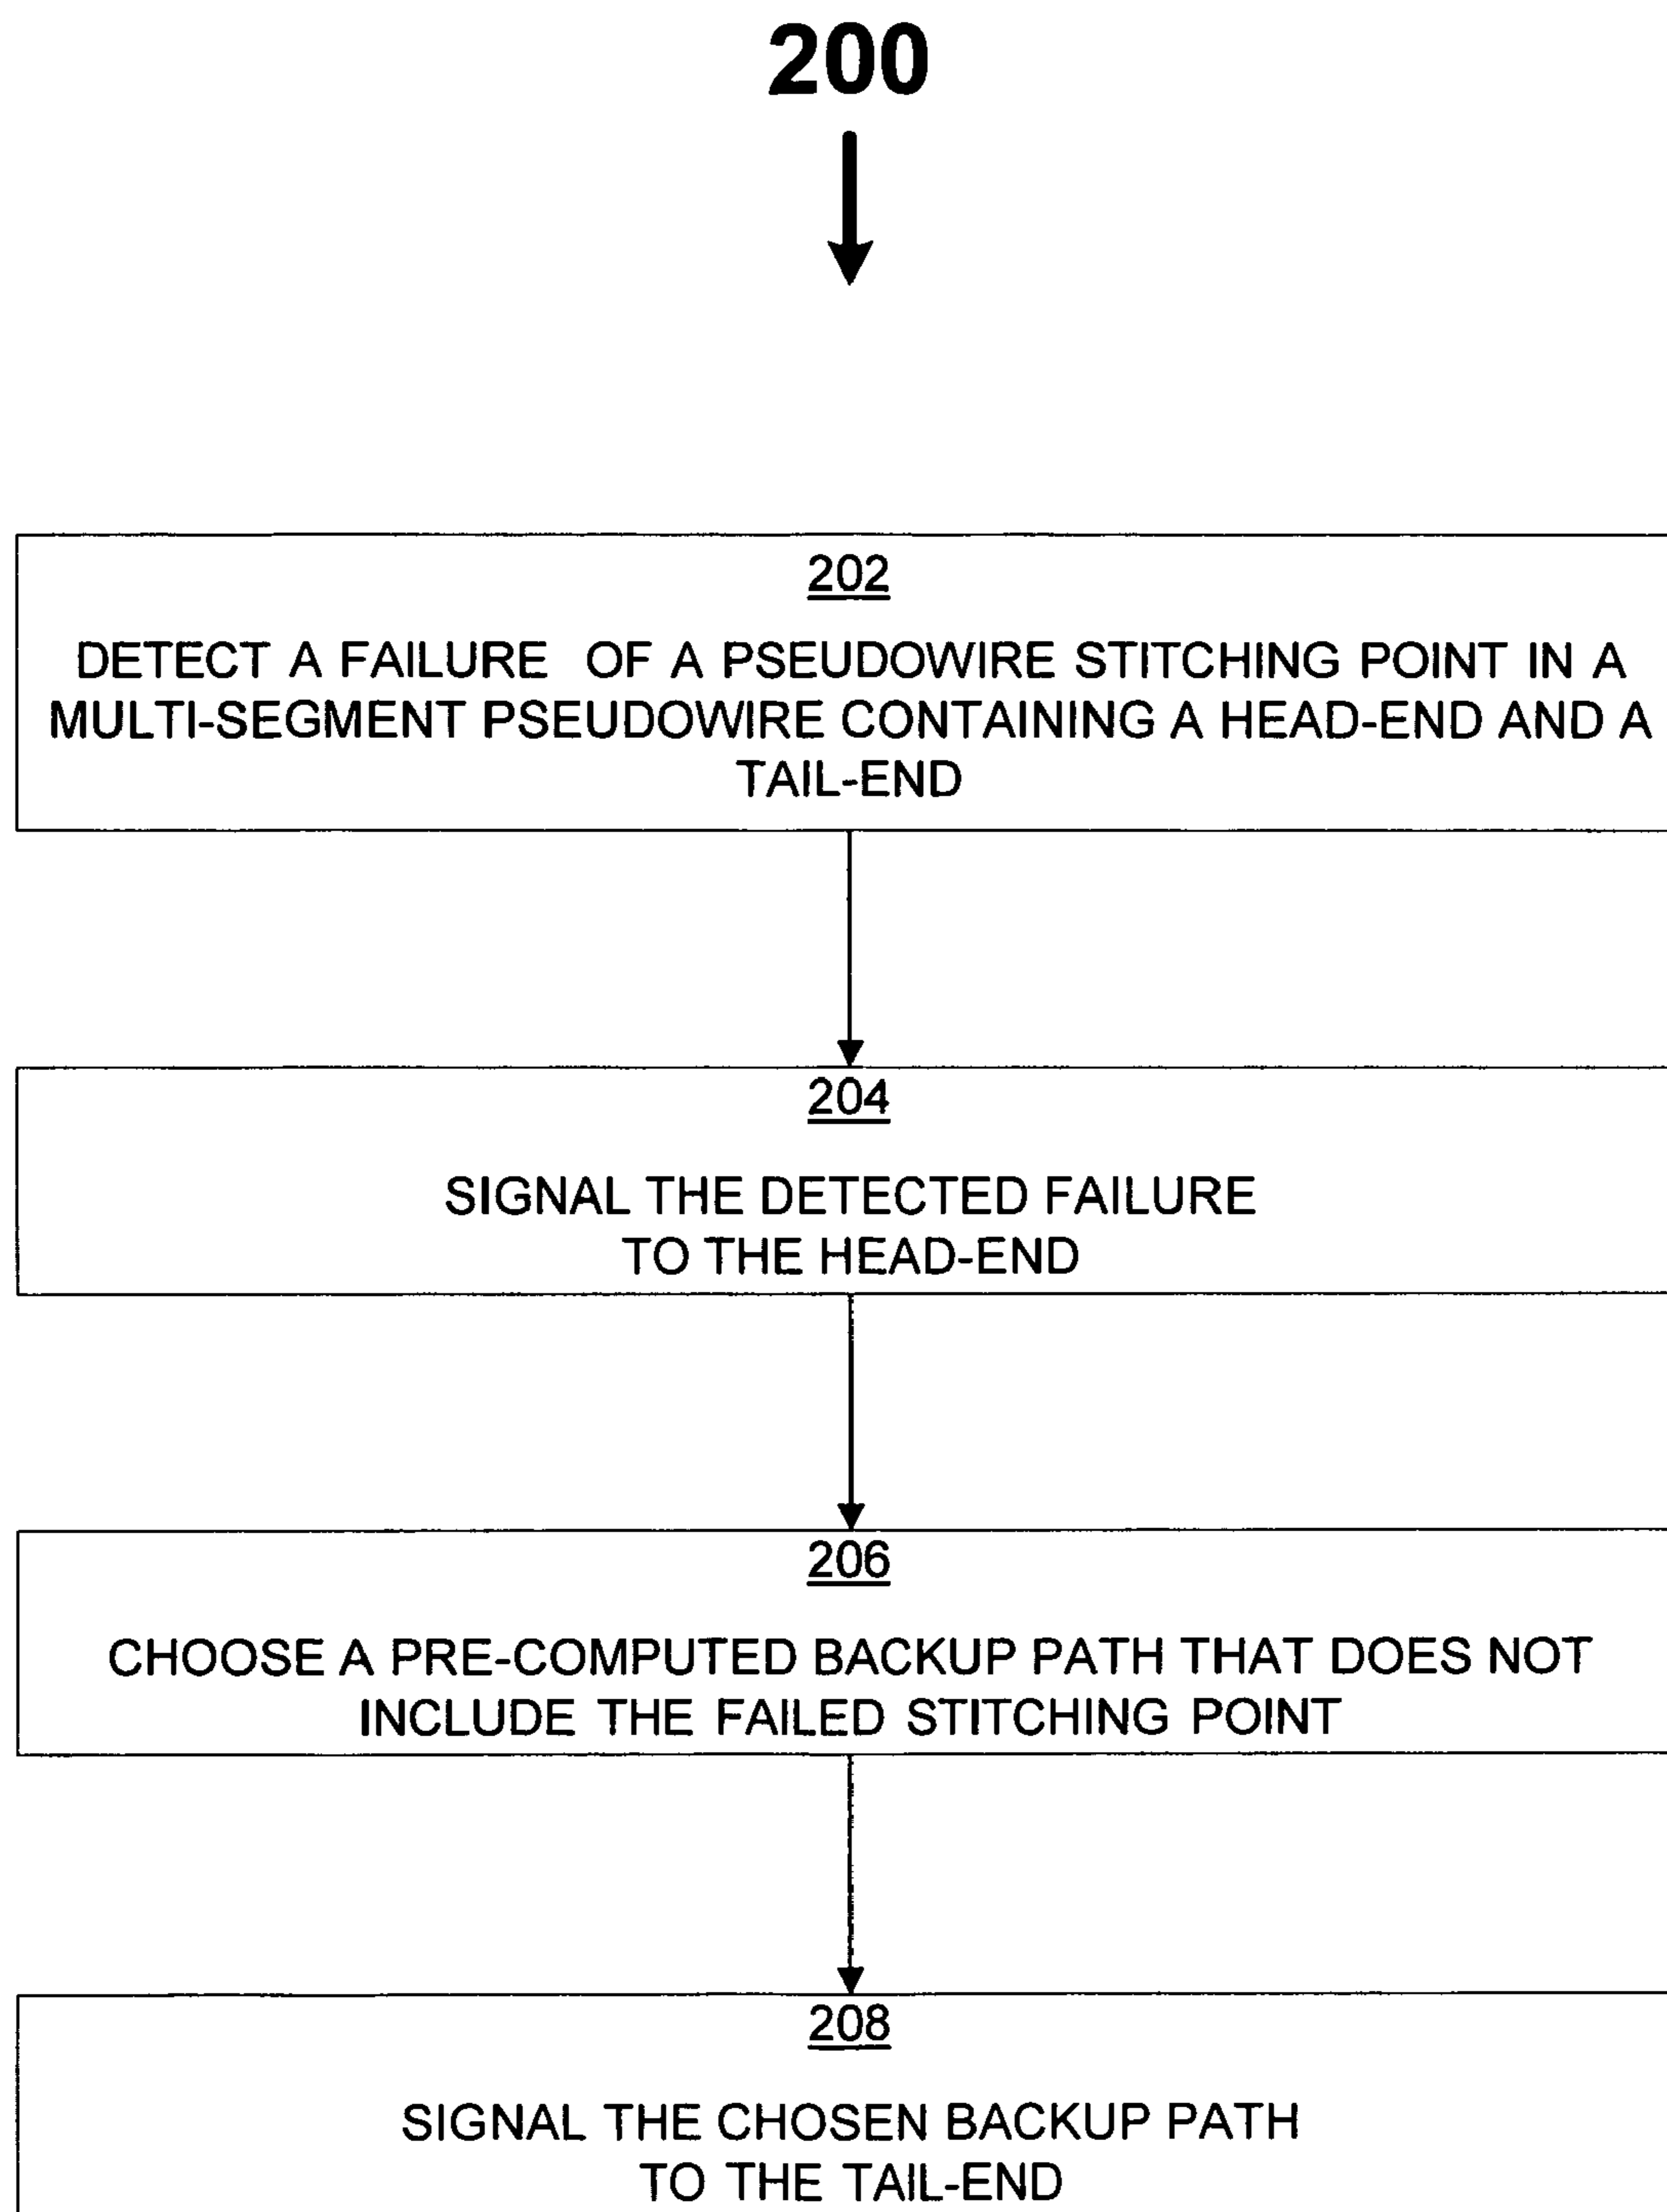 200
202
DETECT A FAILURE OF A PSEUDOWIRE STITCHING POINT IN A
MULTI-SEGMENT PSEUDOWIRE CONTAINING A HEAD-END AND A
TAIL-END
204
SIGNAL THE DETECTED FAILURE
TO THE HEAD-END
206
CHOOSE A PRE-COMPUTED BACKUP PATH THAT DOES NOT
INCLUDE THE FAILED STITCHING POINT
208
SIGNAL THE CHOSEN BACKUP PATH
TO THE TAIL-END